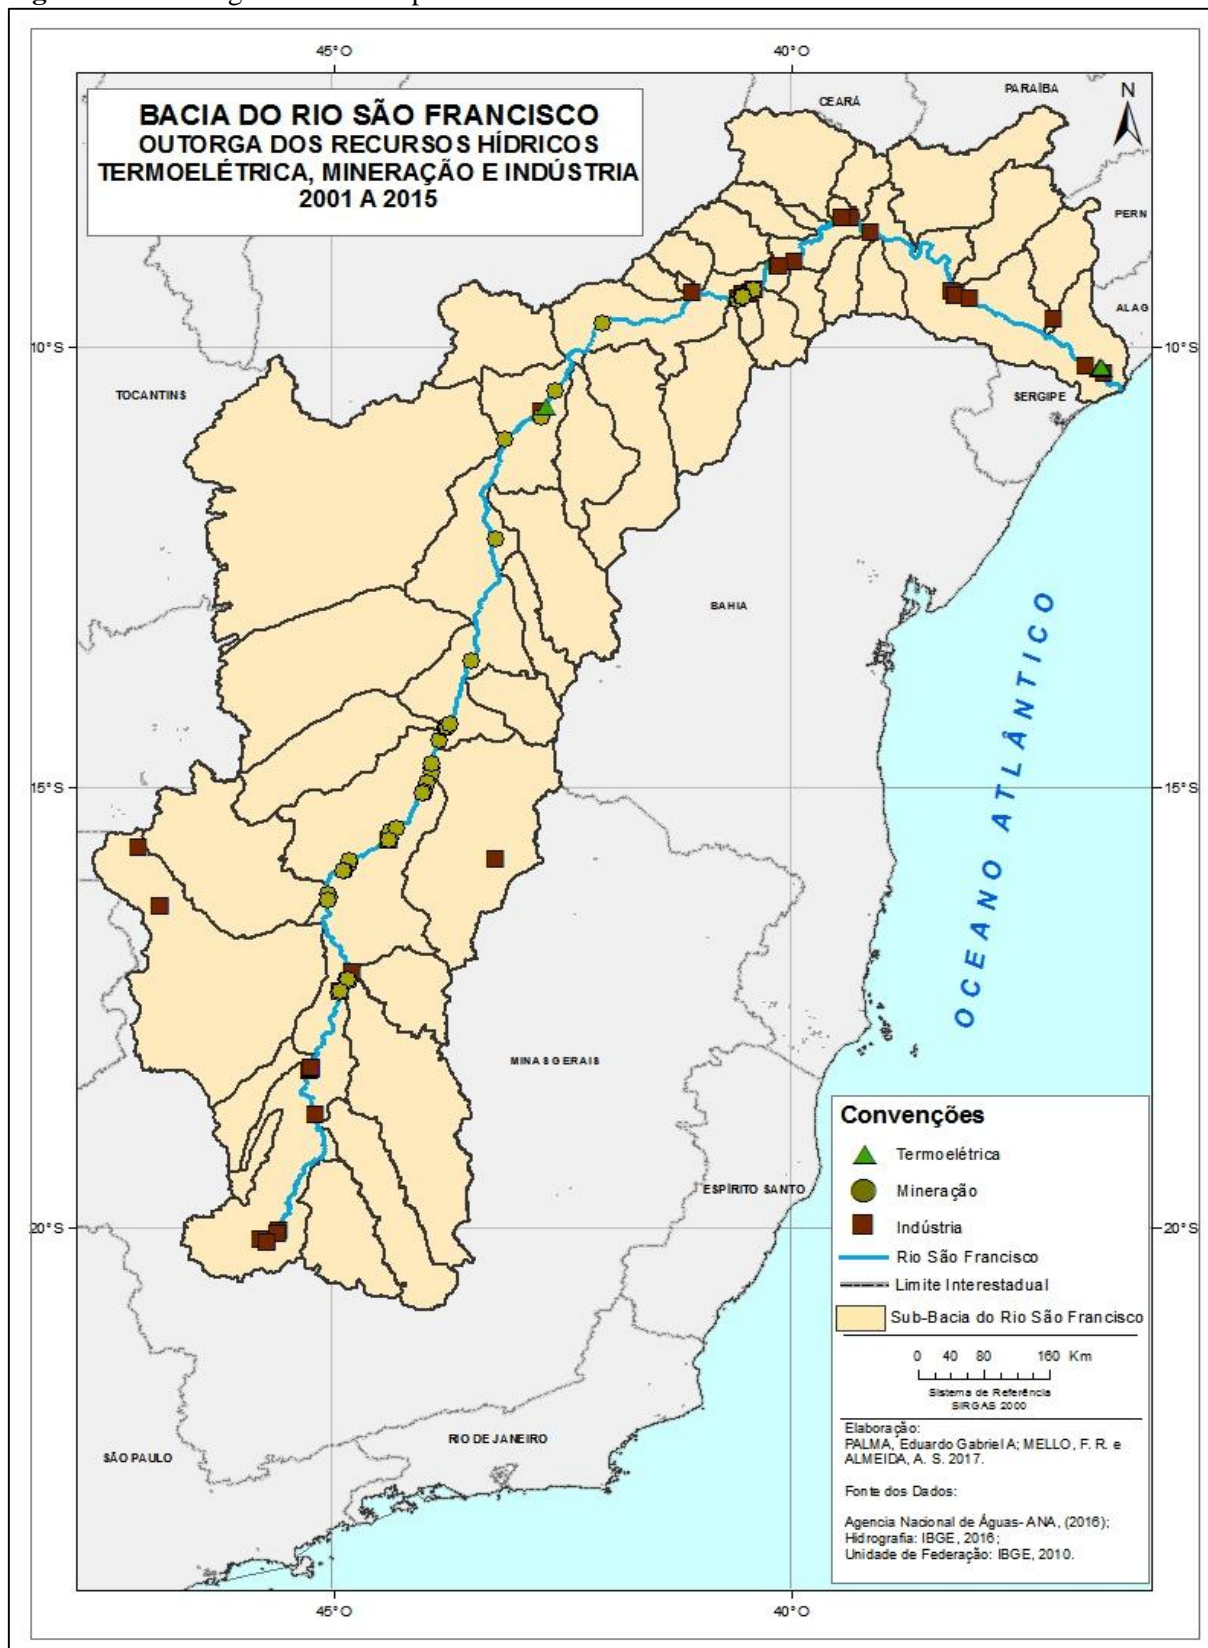 45°O
40°O
BACIA DO RIO SÃO FRANCISCO
OUTORGA DOS RECURSOS HÍDRICOS
TERMOELÉTRICA, MINERAÇÃO E INDÚSTRIA
2001 A 2015
CEARÁ
PARAÍBA
N
PERN
ALAG
10°S
10°S
TOCANTINS
SERGIPE
BAHIA
OCEANO ATLÂNTICO
15°S
15°S
MINAS GERAIS
ESPÍRITO SANTO
20°S
20°S
Convenções
Termoelétrica
Mineração
Indústria
Rio São Francisco
Limite Interestadual
Sub-Bacia do Rio São Francisco
0 40 80 160 Km
Sistema de Referência
SIRGAS 2000
Elaboração:
PALMA, Eduardo Gabriel A; MELLO, F. R. e
ALMEIDA, A. S. 2017.
Fonte dos Dados:
Agencia Nacional de Águas- ANA, (2016);
Hidrografia: IBGE, 2016;
Unidade de Federação: IBGE, 2010.
SÃO PAULO
RIO DE JANEIRO
45°O
40°O